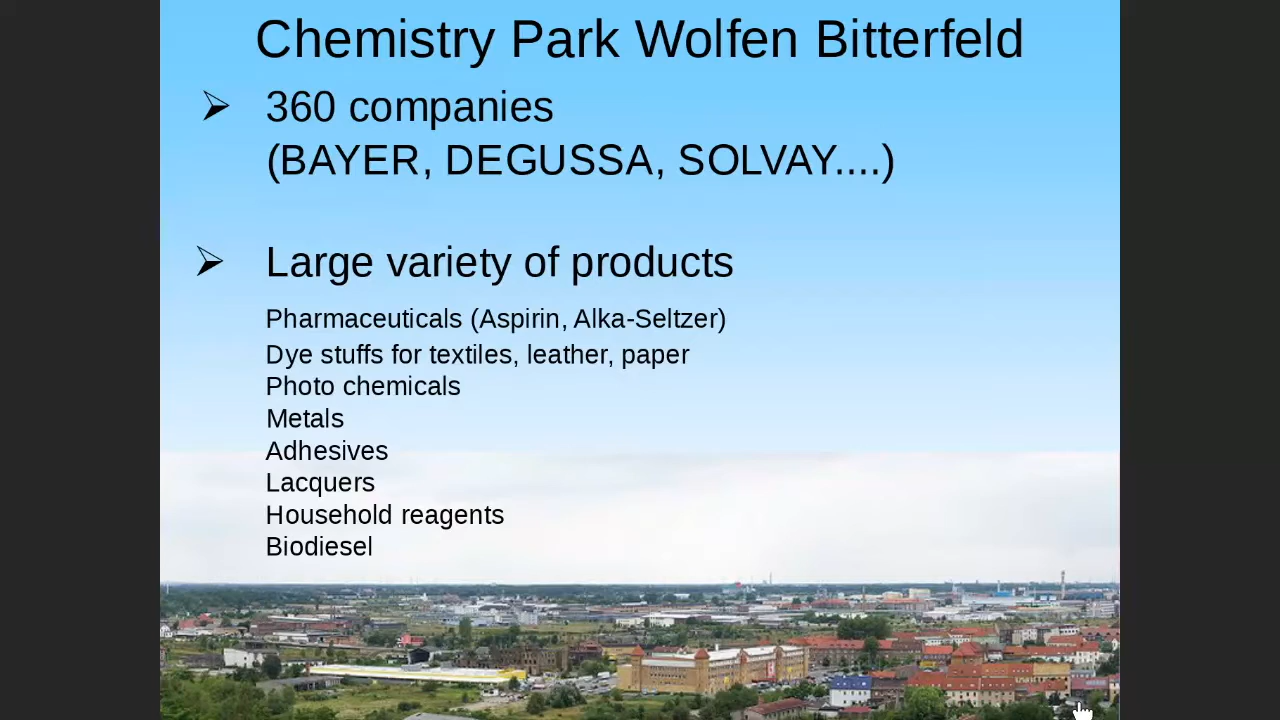 Chemistry Park Wolfen Bitterfeld
➢ 360 companies
(BAYER, DEGUSSA, SOLVAY....)
➢ Large variety of products
Pharmaceuticals (Aspirin, Alka-Seltzer)
Dye stuffs for textiles, leather, paper
Photo chemicals
Metals
Adhesives
Lacquers
Household reagents
Biodiesel